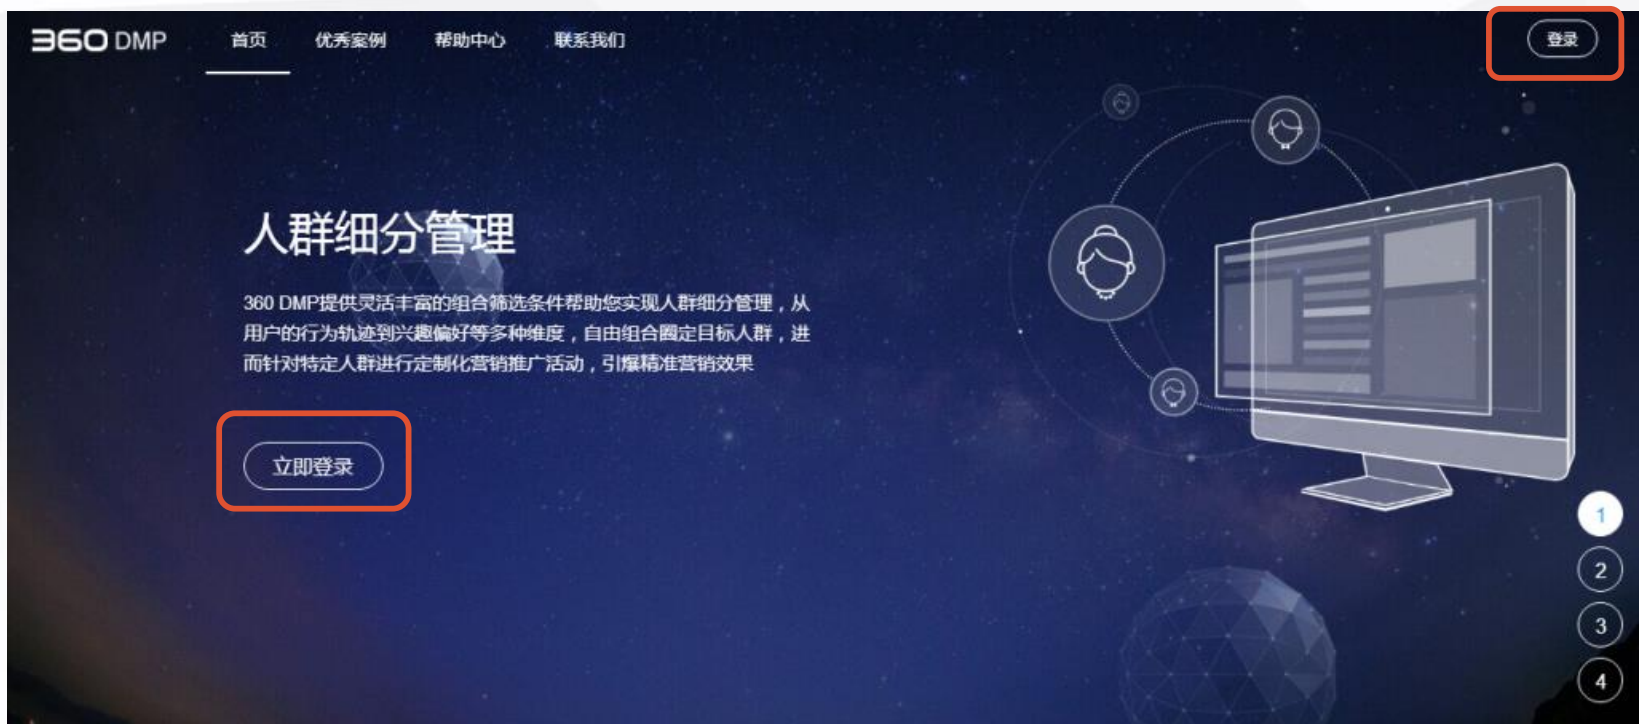 360 DMP 首页 优秀案例 帮助中心 联系我们 登录
人群细分管理
360 DMP提供灵活丰富的组合筛选条件帮助您实现人群细分管理，从
用户的行为轨迹到兴趣偏好等多种维度，自由组合圈定目标人群，进
而针对特定人群进行定制化营销推广活动，引爆精准营销效果
立即登录
1
2
3
4